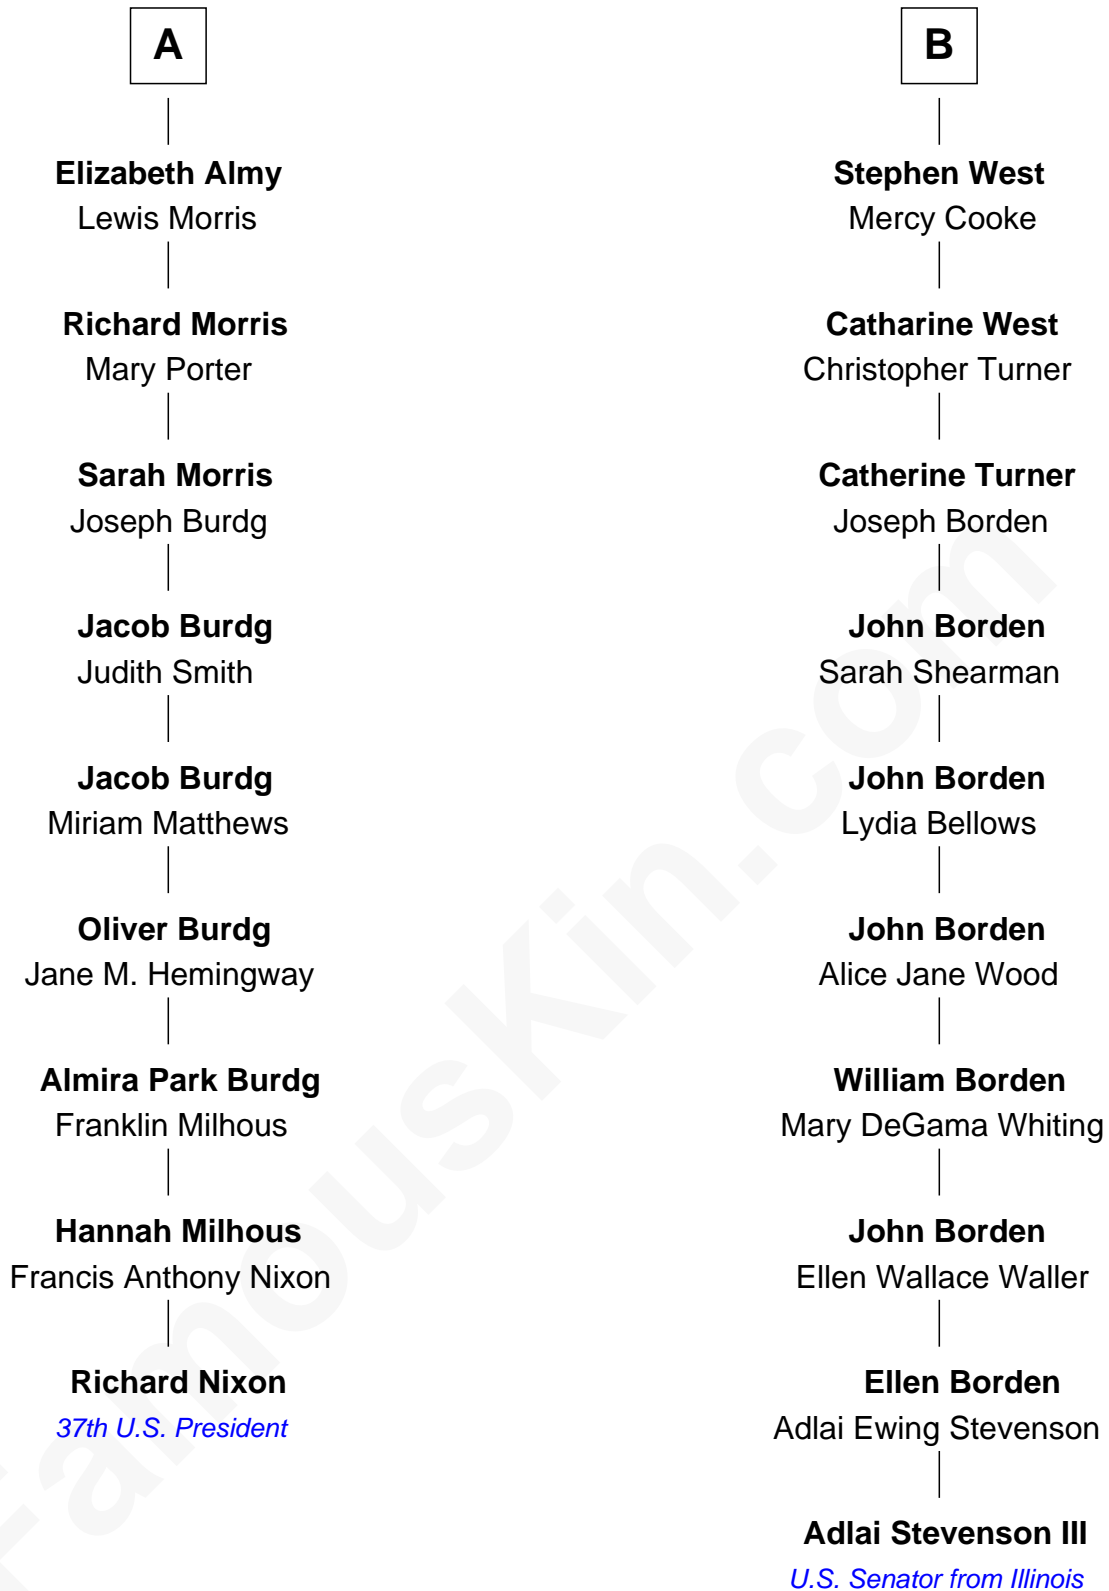 A
Elizabeth Almy
Lewis Morris
Richard Morris
Mary Porter
Sarah Morris
Joseph Burdg
Jacob Burdg
Judith Smith
Jacob Burdg
Miriam Matthews
Oliver Burdg
Jane M. Hemingway
Almira Park Burdg
Franklin Milhous
Hannah Milhous
Francis Anthony Nixon
Richard Nixon
37th U.S. President
B
Stephen West
Mercy Cooke
Catharine West
Christopher Turner
Catherine Turner
Joseph Borden
John Borden
Sarah Shearman
John Borden
Lydia Bellows
John Borden
Alice Jane Wood
William Borden
Mary DeGama Whiting
John Borden
Ellen Wallace Waller
Ellen Borden
Adlai Ewing Stevenson
Adlai Stevenson III
U.S. Senator from Illinois
FamousKin.com